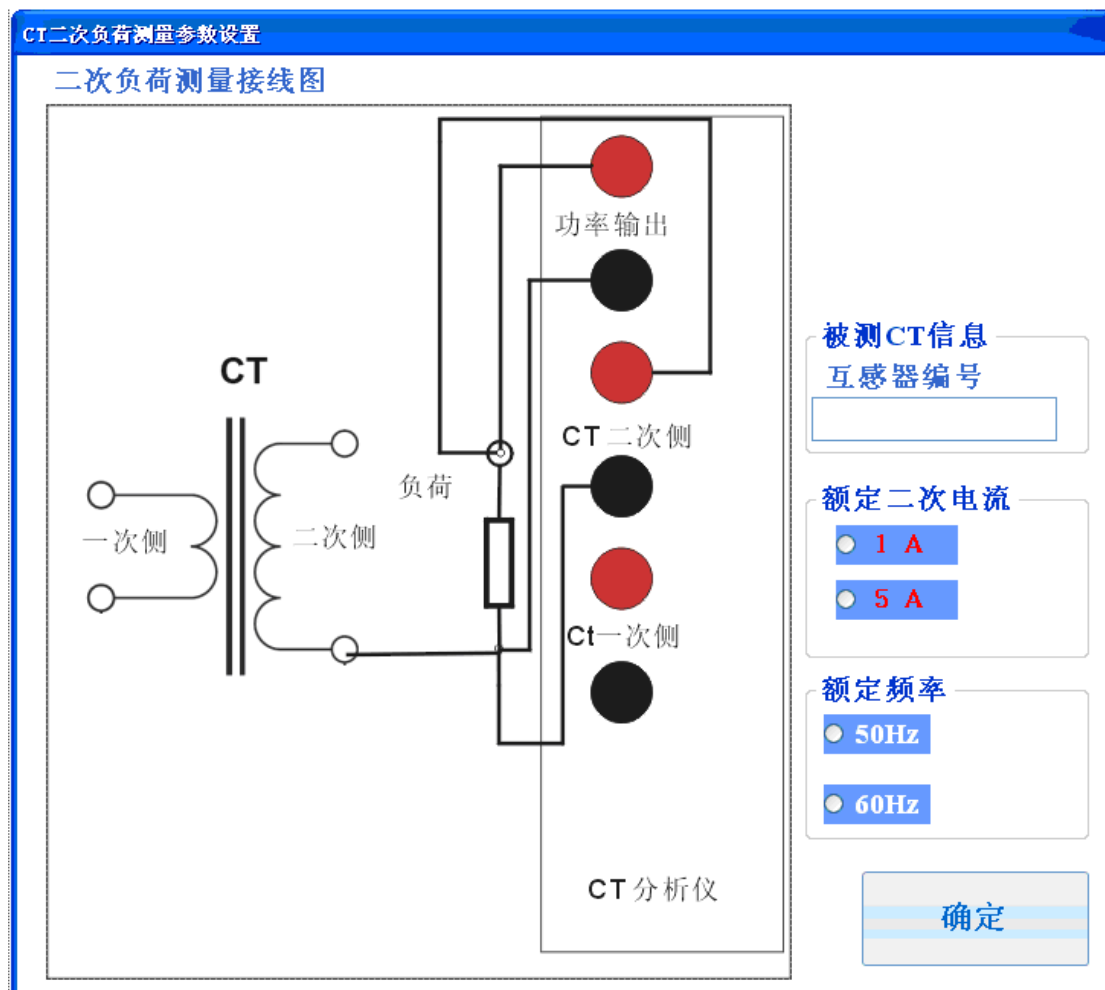 CT二次负荷测量参数设置
二次负荷测量接线图
功率输出
CT
CT二次侧
负荷
一次侧
二次侧
Ct一次侧
CT分析仪
被测CT信息
互感器编号
额定二次电流
1 A
5 A
额定频率
50Hz
60Hz
确定